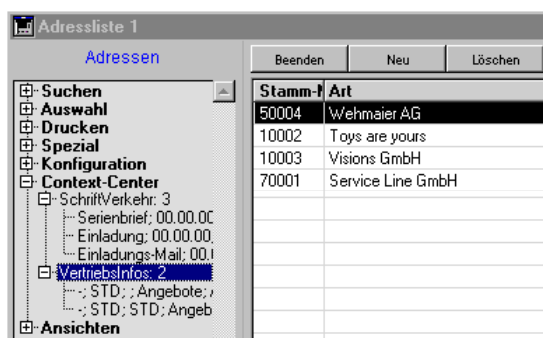 Adressliste 1
Adressen
Suchen
Auswahl
Drucken
Spezial
Konfiguration
Context-Center
SchriftVerkehr: 3
Serienbrief; 00.00.00
Einladung; 00.00.00,
Einladungs-Mail; 00.
VertriebsInfos: 2
-; STD; ; Angebote;
-; STD; STD; Angeb
Ansichten
Beenden Neu Löschen
Stamm- Art
50004 Wehmaier AG
10002 Toys are yours
10003 Visions GmbH
70001 Service Line GmbH